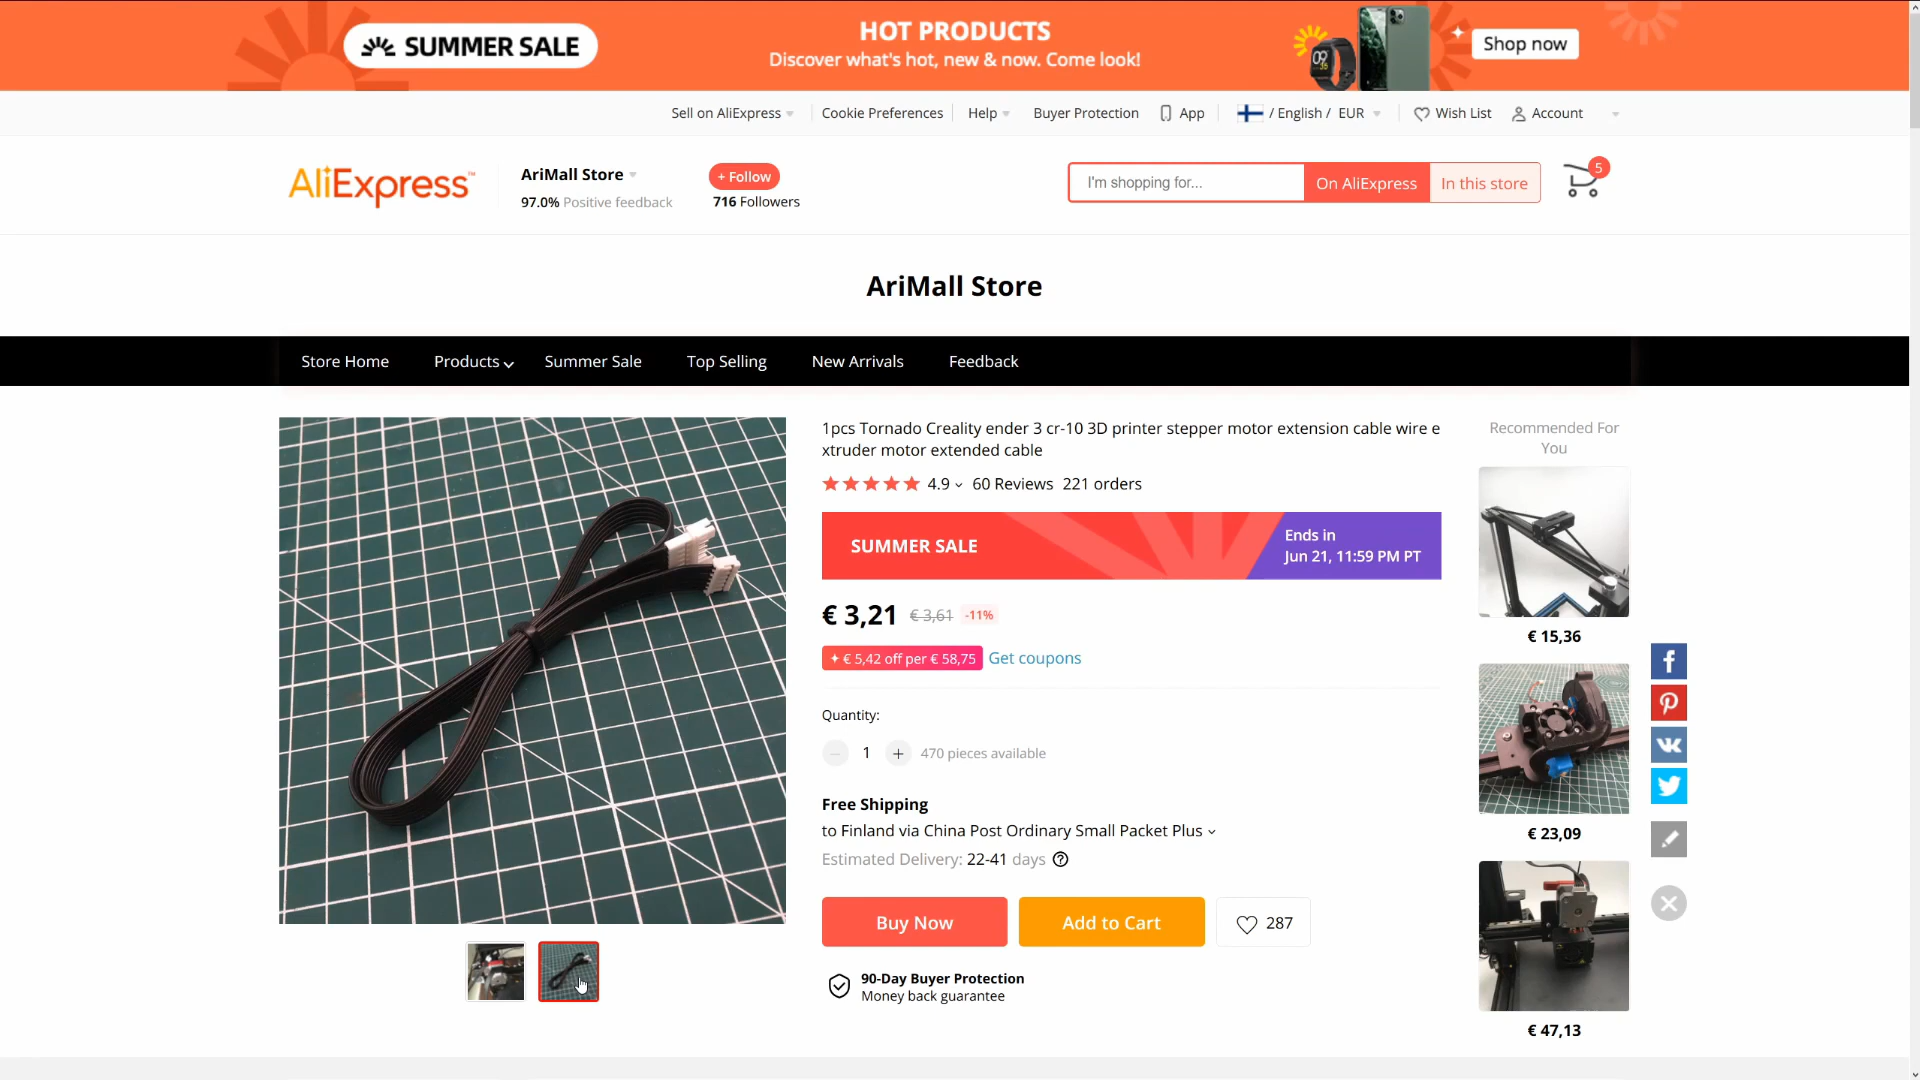 SUMMER SALE
HOT PRODUCTS
Discover what's hot, new & now. Come look!
Shop now
Sell on AliExpress
Cookie Preferences
Help
Buyer Protection
App
/ English / EUR
Wish List
Account
AliExpress™
AriMall Store
97.0% Positive feedback
+ Follow
716 Followers
I'm shopping for...
On AliExpress
In this store
5
AriMall Store
Store Home
Products
Summer Sale
Top Selling
New Arrivals
Feedback
1pcs Tornado Creality ender 3 cr-10 3D printer stepper motor extension cable wire e
xtruder motor extended cable
4.9
60 Reviews
221 orders
SUMMER SALE
Ends in
Jun 21, 11:59 PM PT
€ 3,21
€ 3,61
-11%
€ 5,42 off per € 58,75
Get coupons
Quantity:
1
470 pieces available
Free Shipping
to Finland via China Post Ordinary Small Packet Plus
Estimated Delivery: 22-41 days
Buy Now
Add to Cart
287
90-Day Buyer Protection
Money back guarantee
Recommended For
You
€ 15,36
€ 23,09
€ 47,13